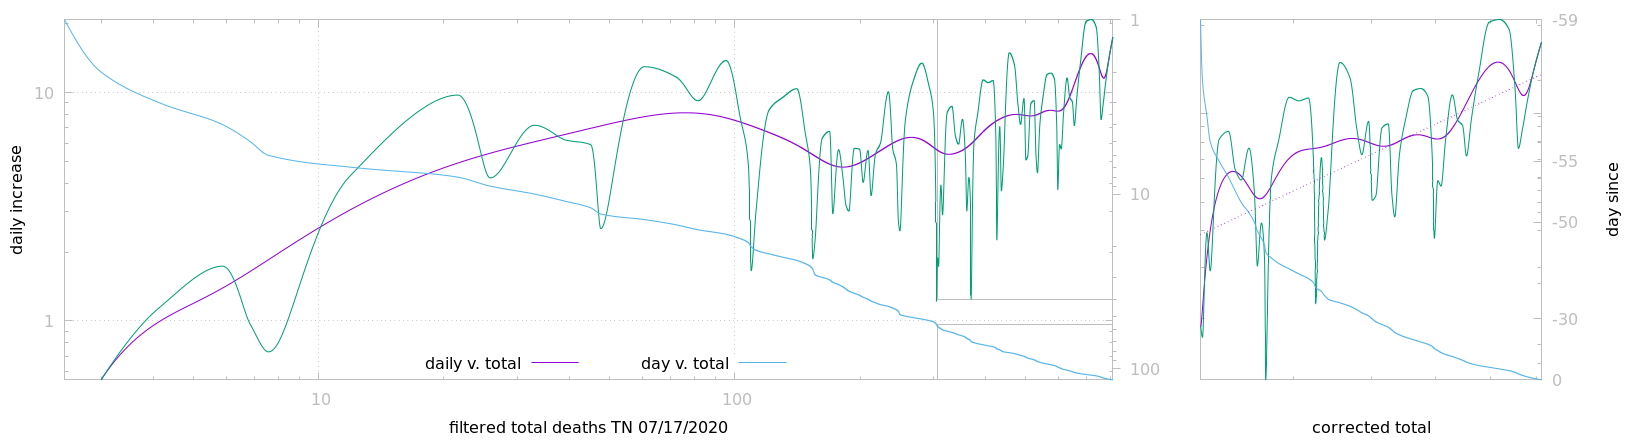 daily increase
10
1
daily v. total
day v. total
10
100
filtered total deaths TN 07/17/2020
1
10
100
-59
-55
-50
-30
0
day since
corrected total